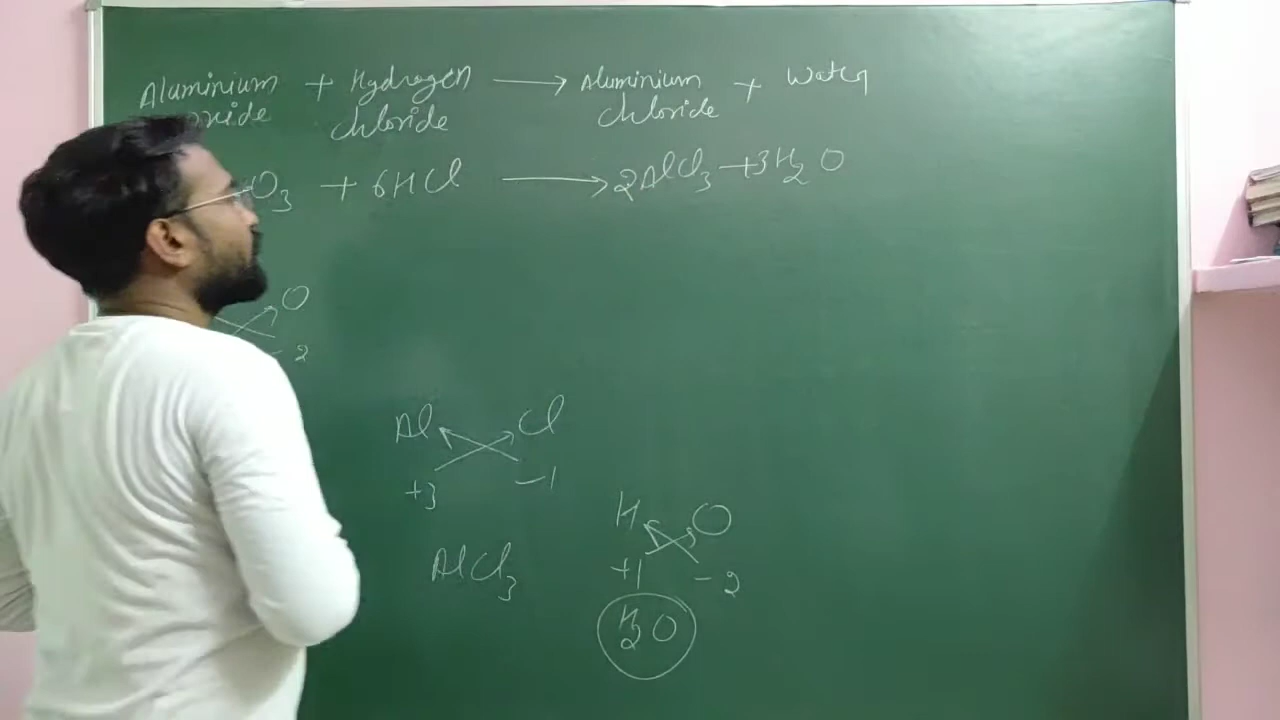 Aluminium + Hydrogen → Aluminium + Water
oxide chloride chloride
O3 + 6HCl → 2AlCl3 + 3H2O
O
- 2
Al Cl
+3 -1
H O
+1 -2
AlCl3
H2O